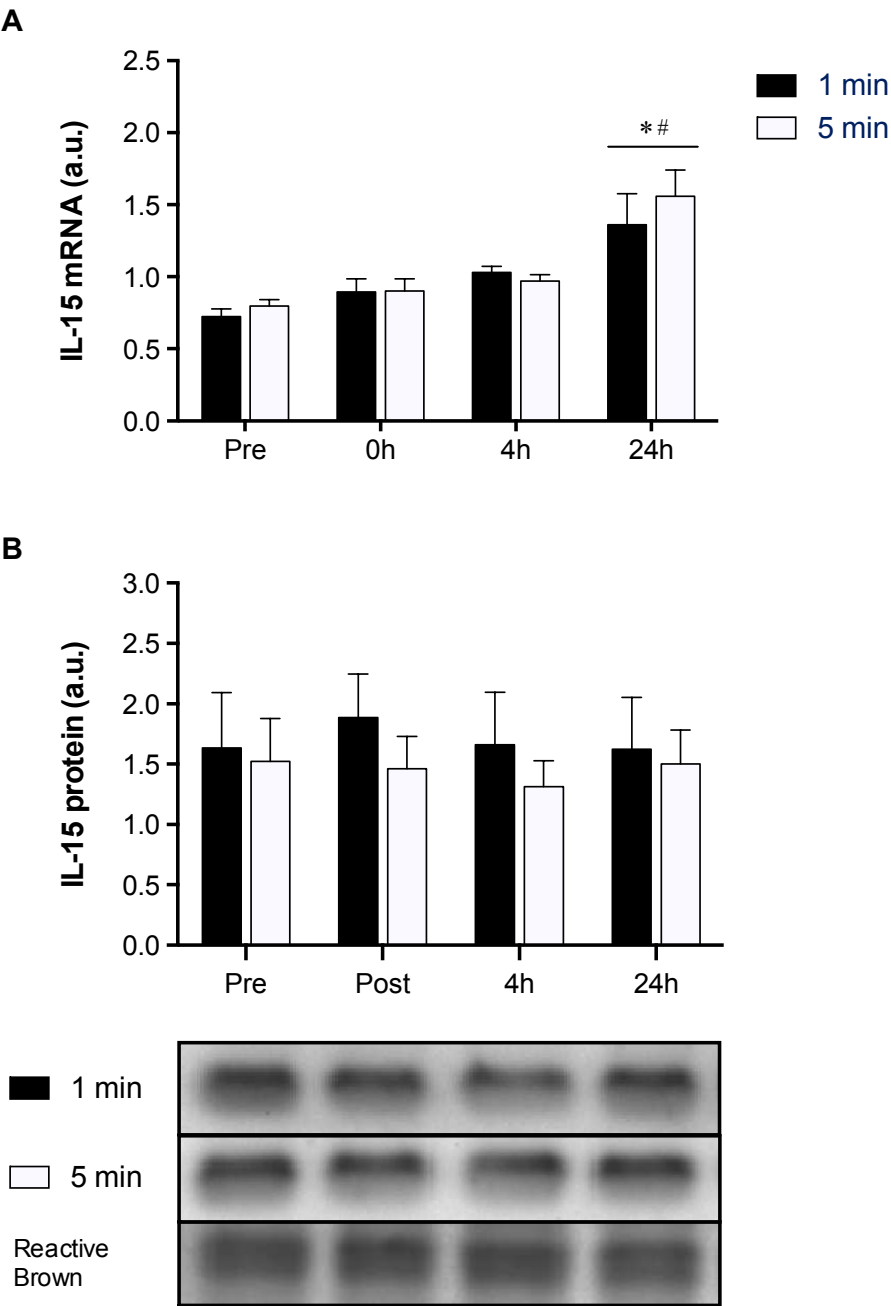 A
2.5
2.0
1.5
1.0
0.5
0.0
IL-15 mRNA (a.u.)
*#
1 min
5 min
Pre 0h 4h 24h
B
3.0
2.5
2.0
1.5
1.0
0.5
0.0
IL-15 protein (a.u.)
Pre Post 4h 24h
1 min
5 min
Reactive
Brown